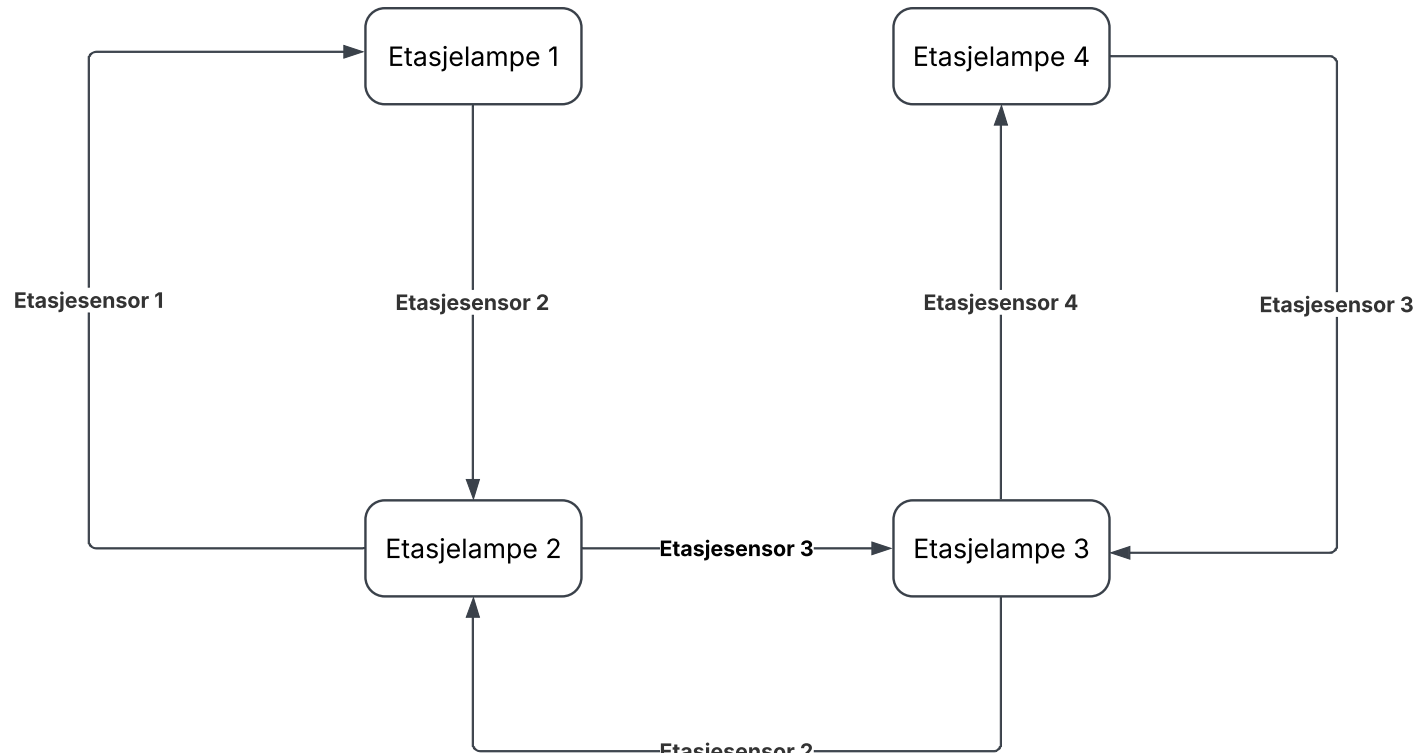 Etasjelampe 1
Etasjelampe 4
Etasjesensor 1
Etasjesensor 2
Etasjesensor 4
Etasjesensor 3
Etasjelampe 2
Etasjesensor 3
Etasjelampe 3
Etasjesensor 2